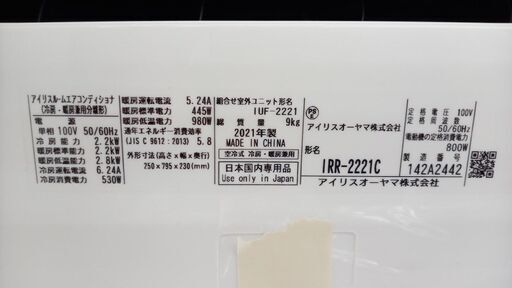 アイリスルームエアコンディショナ
(冷房・暖房兼用分離形)
電源
単相 100V 50/60Hz
冷房能力 2.2kW
暖房標準能力 2.2kW
暖房低温能力 2.8kW
冷房運転電流 6.24A
冷房消費電力 530W
暖房運転電流 5.24A
暖房標準電力 445W
暖房低温電力 980W
通年エネルギー消費効率
(JIS C 9612:2013) 5.8
外形寸法(高さ×幅×奥行)
250×795×230(mm)
組合せ室外ユニット形名
IUF-2221
総質量 9kg
2021年製
MADE IN CHINA
空冷式 冷房・暖房兼用
日本国内専用品
Use only in Japan
PSE
アイリスオーヤマ株式会社
形名
IRR-2221C
定格電圧 100V
定格周波数
50/60Hz
電動機の定格消費電力
800W
製造番号
142A2442
アイリスオーヤマ株式会社